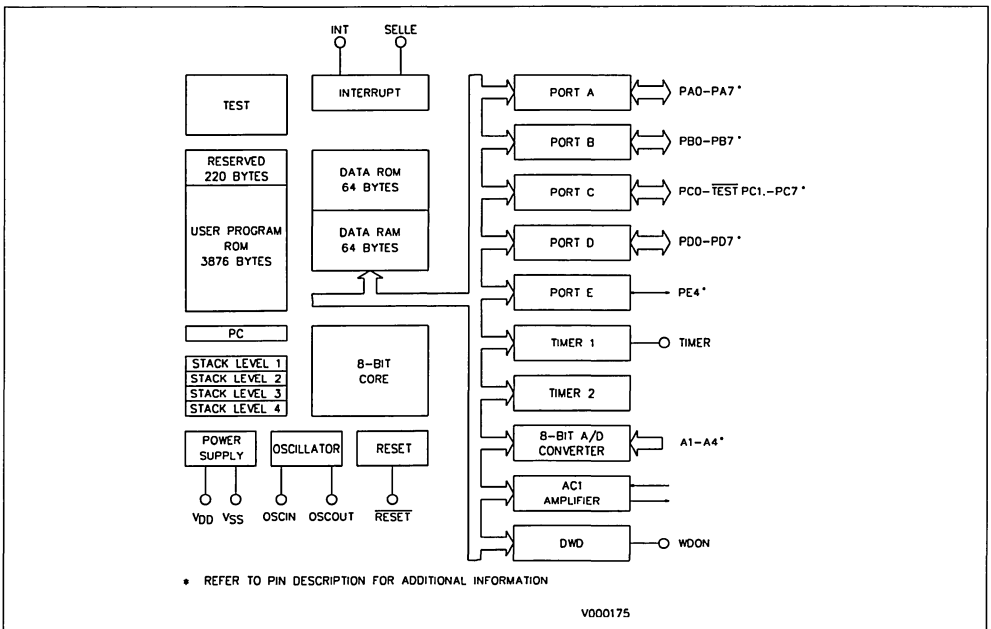 INT SELLE
INTERRUPT
TEST
RESERVED
220 BYTES
USER PROGRAM
ROM
3876 BYTES
DATA ROM
64 BYTES
DATA RAM
64 BYTES
PC
STACK LEVEL 1
STACK LEVEL 2
STACK LEVEL 3
STACK LEVEL 4
8-BIT
CORE
POWER
SUPPLY
OSCILLATOR
RESET
VDD VSS OSCIN OSCOUT RESET
PORT A PA0-PA7*
PORT B PB0-PB7*
PORT C PC0-TEST PC1.-PC7*
PORT D PD0-PD7*
PORT E PE4*
TIMER 1 TIMER
TIMER 2
8-BIT A/D
CONVERTER
A1-A4*
AC1
AMPLIFIER
DWD WDON
* REFER TO PIN DESCRIPTION FOR ADDITIONAL INFORMATION
V000175